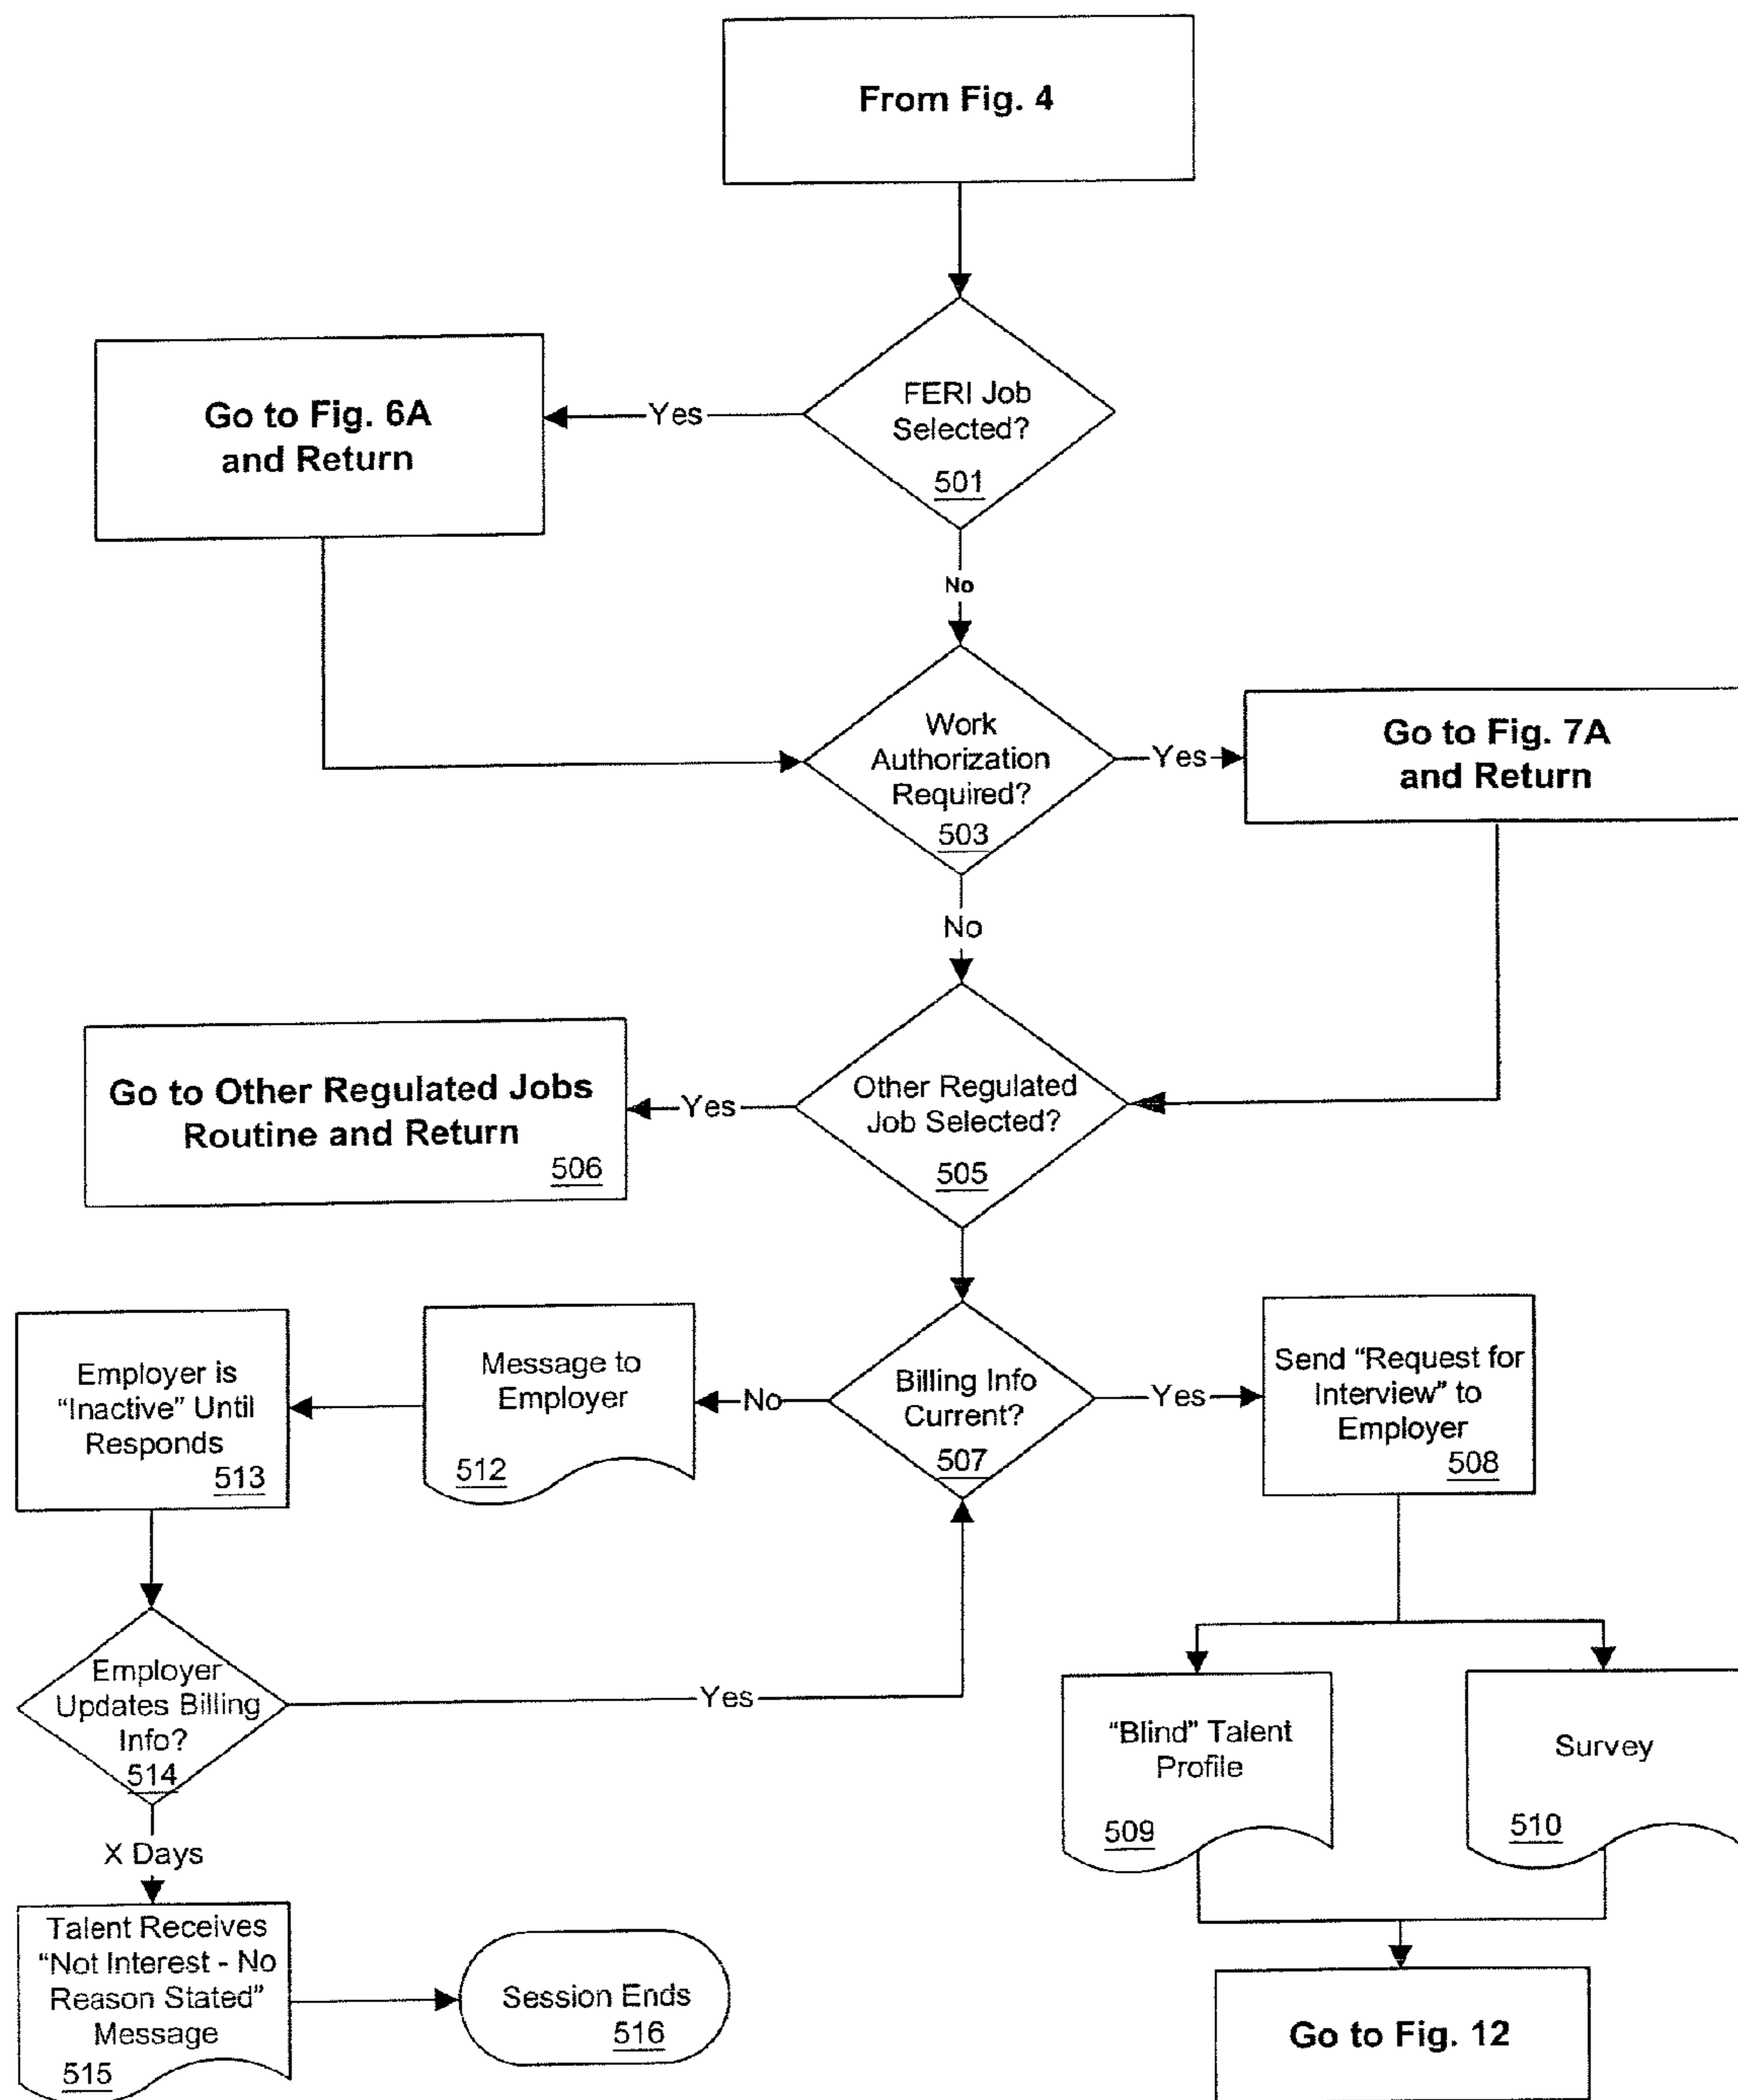 From Fig. 4
FERI Job
Selected?
501
Yes
Go to Fig. 6A
and Return
No
Work
Authorization
Required?
503
Yes
Go to Fig. 7A
and Return
No
Other Regulated
Job Selected?
505
Yes
Go to Other Regulated Jobs
Routine and Return
506
Billing Info
Current?
507
No
Message to
Employer
512
Employer is
“Inactive” Until
Responds
513
Yes
Send “Request for
Interview” to
Employer
508
Employer
Updates Billing
Info?
514
Yes
“Blind” Talent
Profile
509
Survey
510
X Days
Talent Receives
“Not Interest - No
Reason Stated”
Message
515
Session Ends
516
Go to Fig. 12